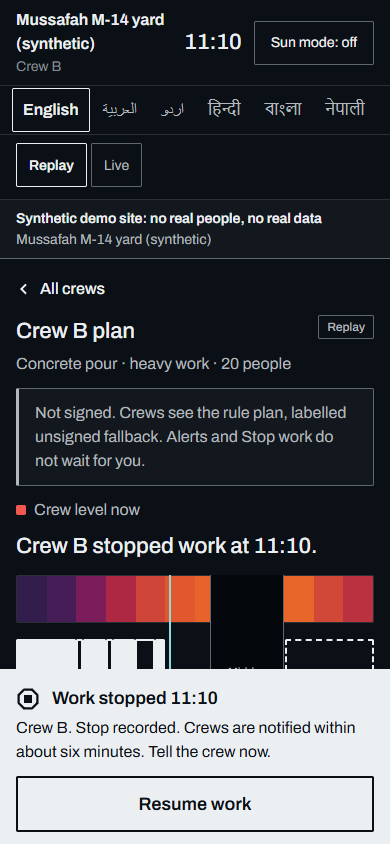 Mussafah M-14 yard
(synthetic)
Crew B
11:10
Sun mode: off
English
العربية
اردو
हिन्दी
বাংলা
नेपाली
Replay
Live
Synthetic demo site: no real people, no real data
Mussafah M-14 yard (synthetic)
All crews
Crew B plan
Replay
Concrete pour · heavy work · 20 people
Not signed. Crews see the rule plan, labelled
unsigned fallback. Alerts and Stop work do
not wait for you.
Crew level now
Crew B stopped work at 11:10.
Work stopped 11:10
Crew B. Stop recorded. Crews are notified within
about six minutes. Tell the crew now.
Resume work